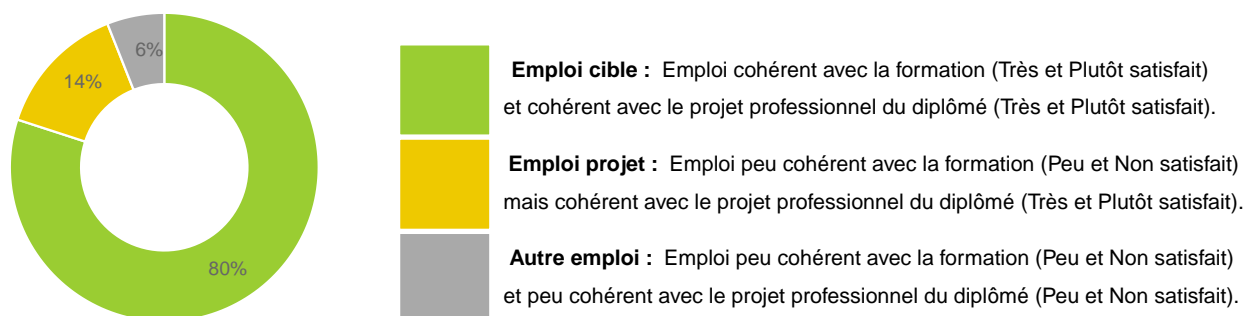 6%
14%
80%
Emploi cible : Emploi cohérent avec la formation (Très et Plutôt satisfait)
et cohérent avec le projet professionnel du diplômé (Très et Plutôt satisfait).
Emploi projet : Emploi peu cohérent avec la formation (Peu et Non satisfait)
mais cohérent avec le projet professionnel du diplômé (Très et Plutôt satisfait).
Autre emploi : Emploi peu cohérent avec la formation (Peu et Non satisfait)
et peu cohérent avec le projet professionnel du diplômé (Peu et Non satisfait).